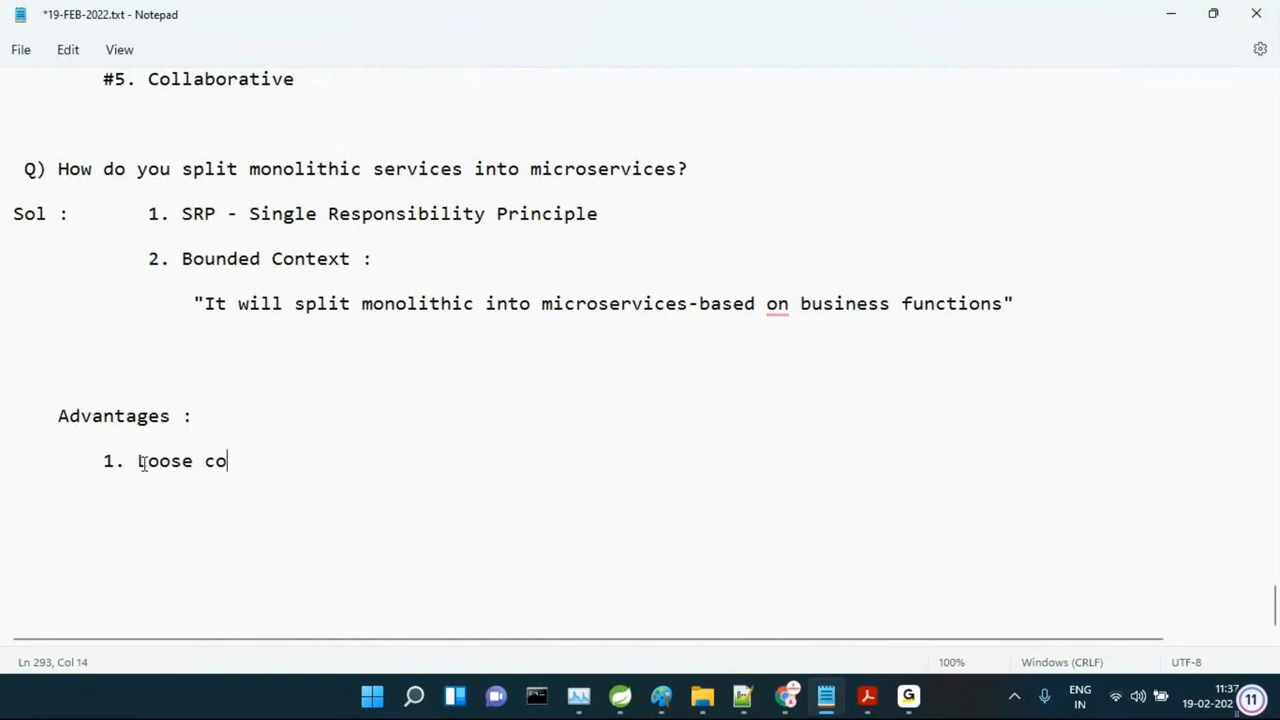 *19-FEB-2022.txt - Notepad
File Edit View
#5. Collaborative
Q) How do you split monolithic services into microservices?
Sol : 1. SRP - Single Responsibility Principle
2. Bounded Context :
"It will split monolithic into microservices-based on business functions"
Advantages :
1. Loose co
Ln 293, Col 14 100% Windows (CRLF) UTF-8
ENG
IN
11:37
19-02-202
11
G